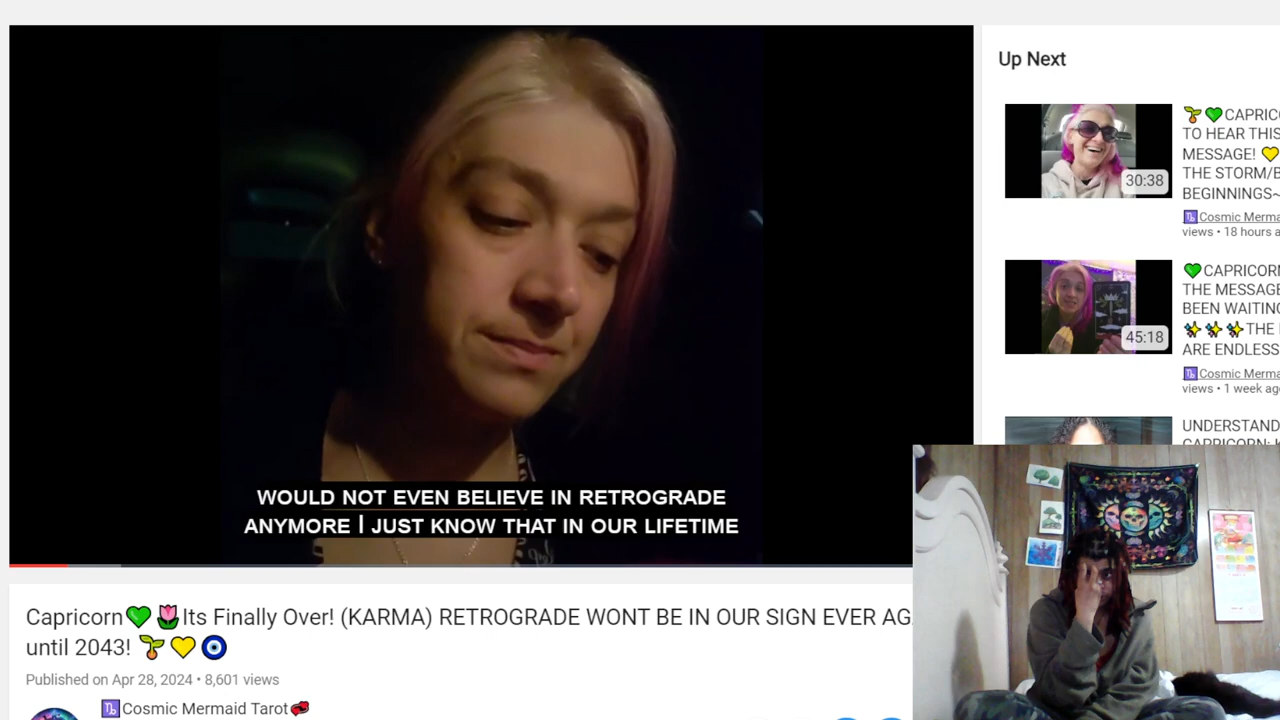 WOULD NOT EVEN BELIEVE IN RETROGRADE
ANYMORE I JUST KNOW THAT IN OUR LIFETIME
Capricorn💚🌷Its Finally Over! (KARMA) RETROGRADE WONT BE IN OUR SIGN EVER AG
until 2043! 🌱💛🧿
Published on Apr 28, 2024 • 8,601 views
♑Cosmic Mermaid Tarot💞
Up Next
30:38
🌱💚CAPRIC
TO HEAR THIS
MESSAGE! 💛
THE STORM/B
BEGINNINGS~
♑Cosmic Merma
views • 18 hours a
45:18
💚CAPRICORN
THE MESSAGE
BEEN WAITING
✨✨✨THE
ARE ENDLESS
♑Cosmic Merma
views • 1 week ag
UNDERSTAND